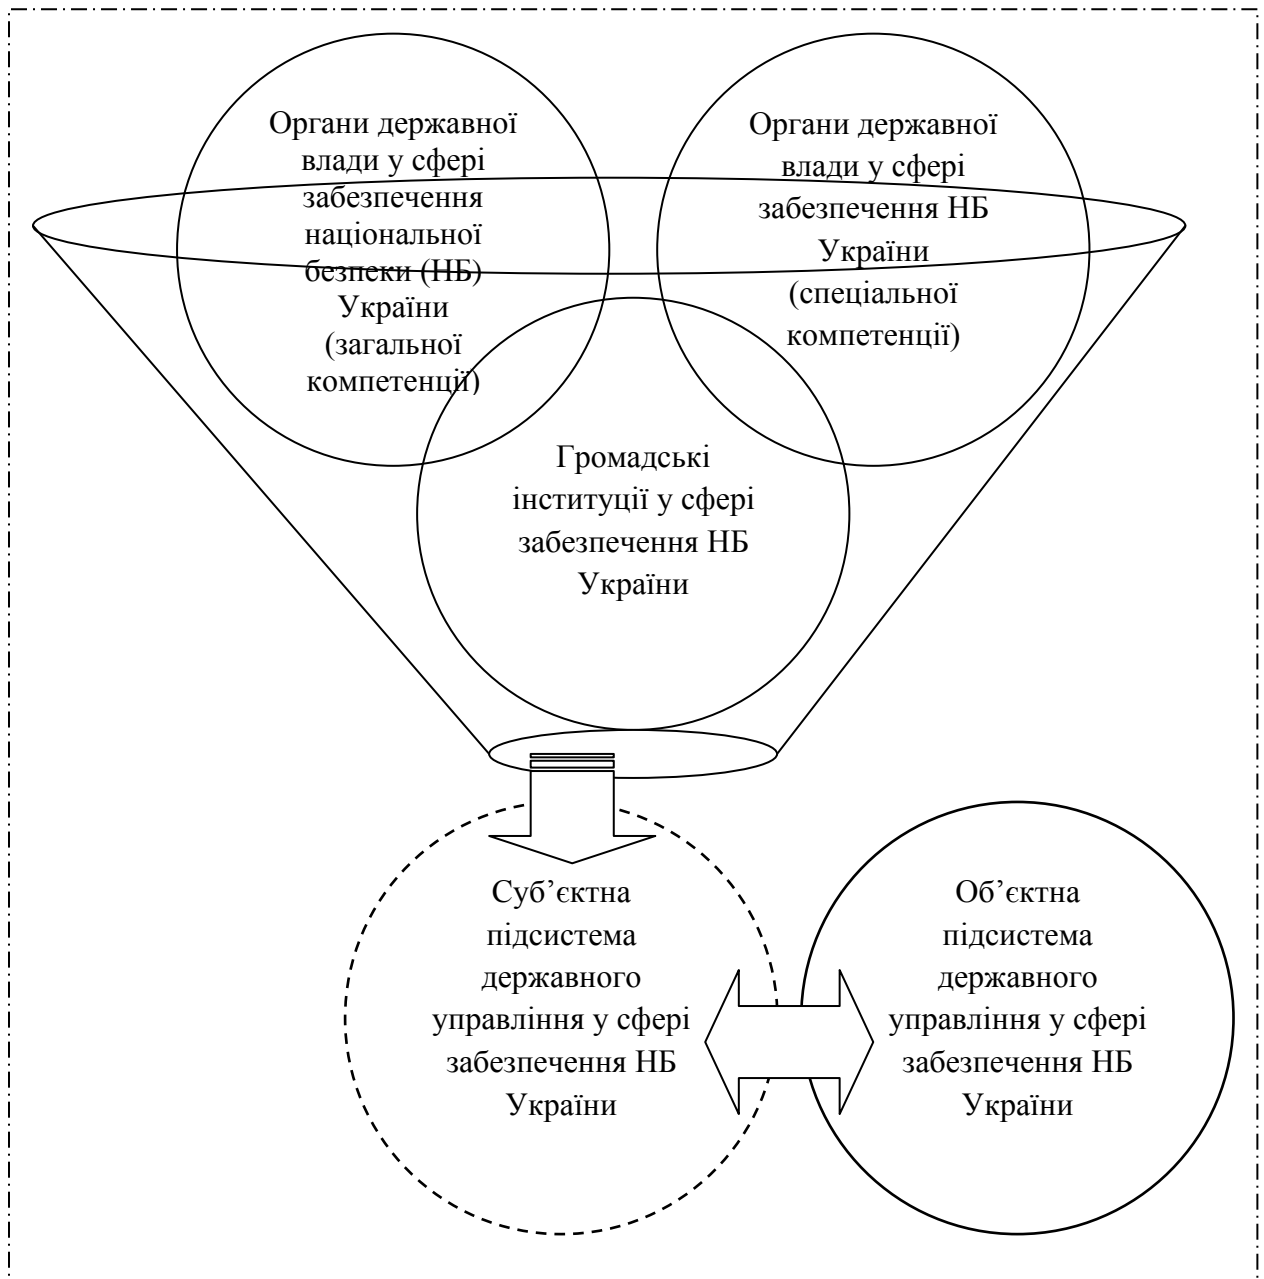 Органи державної
влади у сфері
забезпечення
національної
безпеки (НБ)
України
(загальної
компетенції)
Органи державної
влади у сфері
забезпечення НБ
України
(спеціальної
компетенції)
Громадські
інституції у сфері
забезпечення НБ
України
Суб’єктна
підсистема
державного
управління у сфері
забезпечення НБ
України
Об’єктна
підсистема
державного
управління у сфері
забезпечення НБ
України